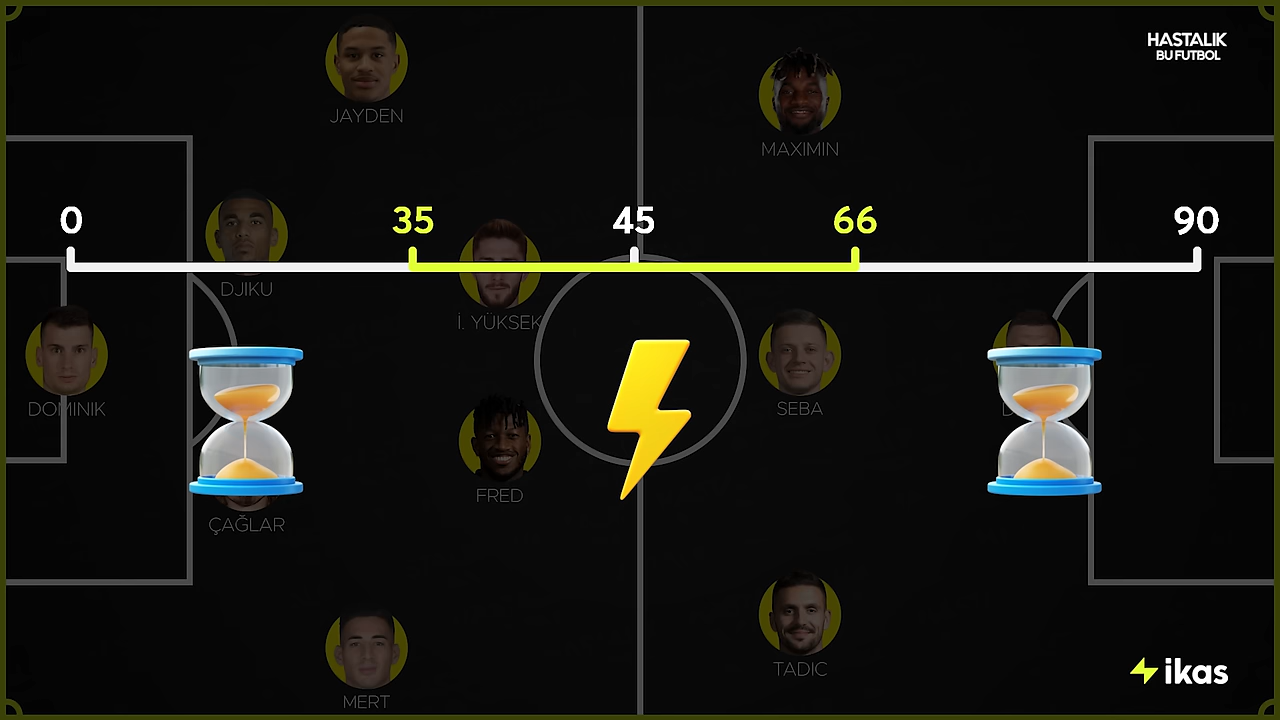 HASTALIK
BU FUTBOL
JAYDEN
MAXIMIN
0
35
45
66
90
DJIKU
İ. YÜKSEK
DOMINIK
SEBA
FRED
ÇAĞLAR
TADIC
MERT
ikas